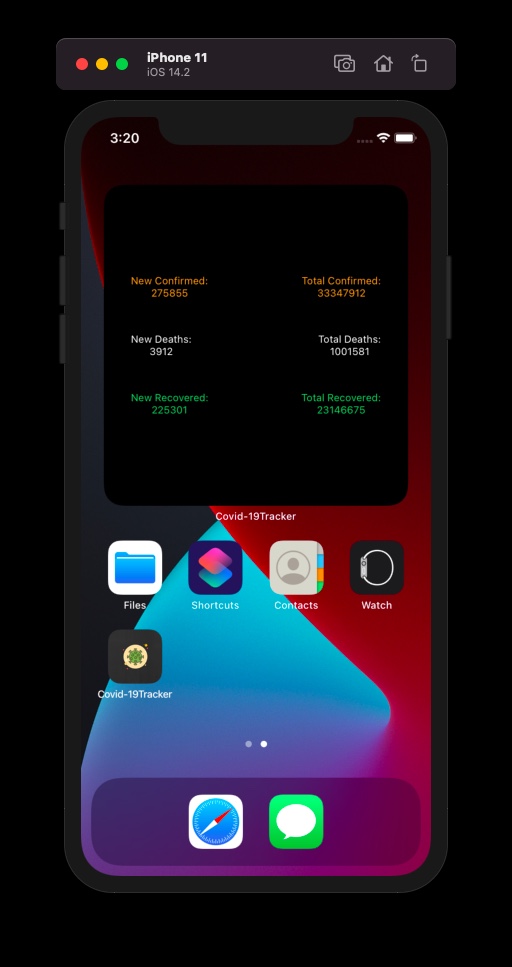 iPhone 11
iOS 14.2
3:20
New Confirmed: Total Confirmed:
275855 33347912
New Deaths: Total Deaths:
3912 1001581
New Recovered: Total Recovered:
225301 23146675
Covid-19Tracker
Files Shortcuts Contacts Watch
Covid-19Tracker